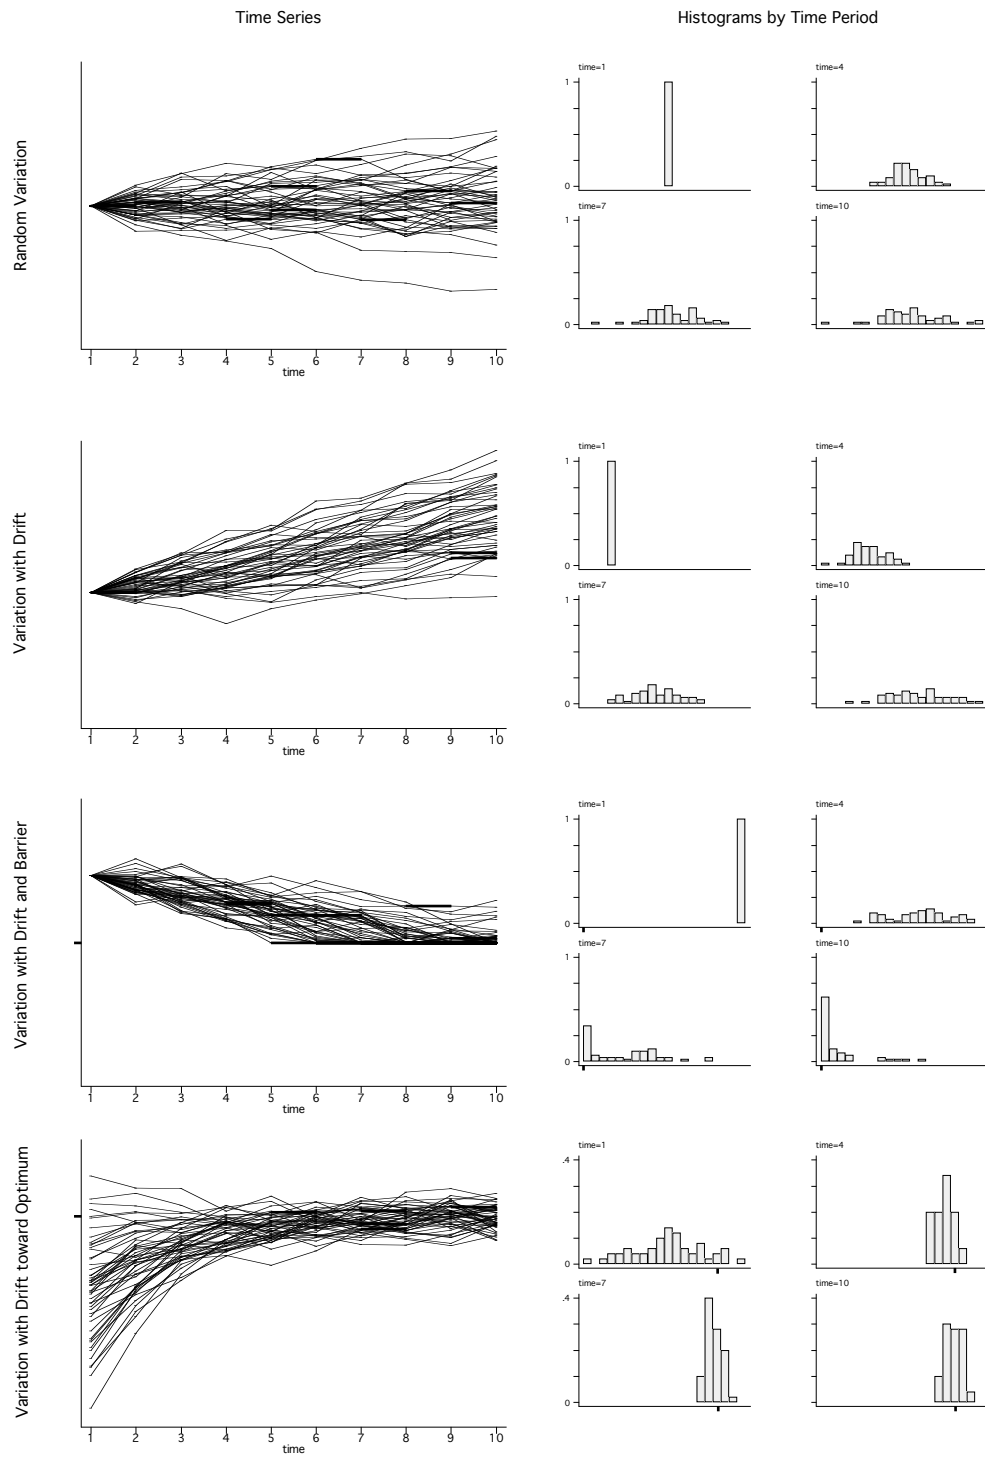 Time Series
Histograms by Time Period
Random Variation
1 2 3 4 5 6 7 8 9 10
time
time=1
1
0
time=4
time=7
1
0
time=10
Variation with Drift
1 2 3 4 5 6 7 8 9 10
time
time=1
1
0
time=4
time=7
1
0
time=10
Variation with Drift and Barrier
1 2 3 4 5 6 7 8 9 10
time
time=1
1
0
time=4
time=7
1
0
time=10
Variation with Drift toward Optimum
1 2 3 4 5 6 7 8 9 10
time
time=1
.4
0
time=4
time=7
.4
0
time=10